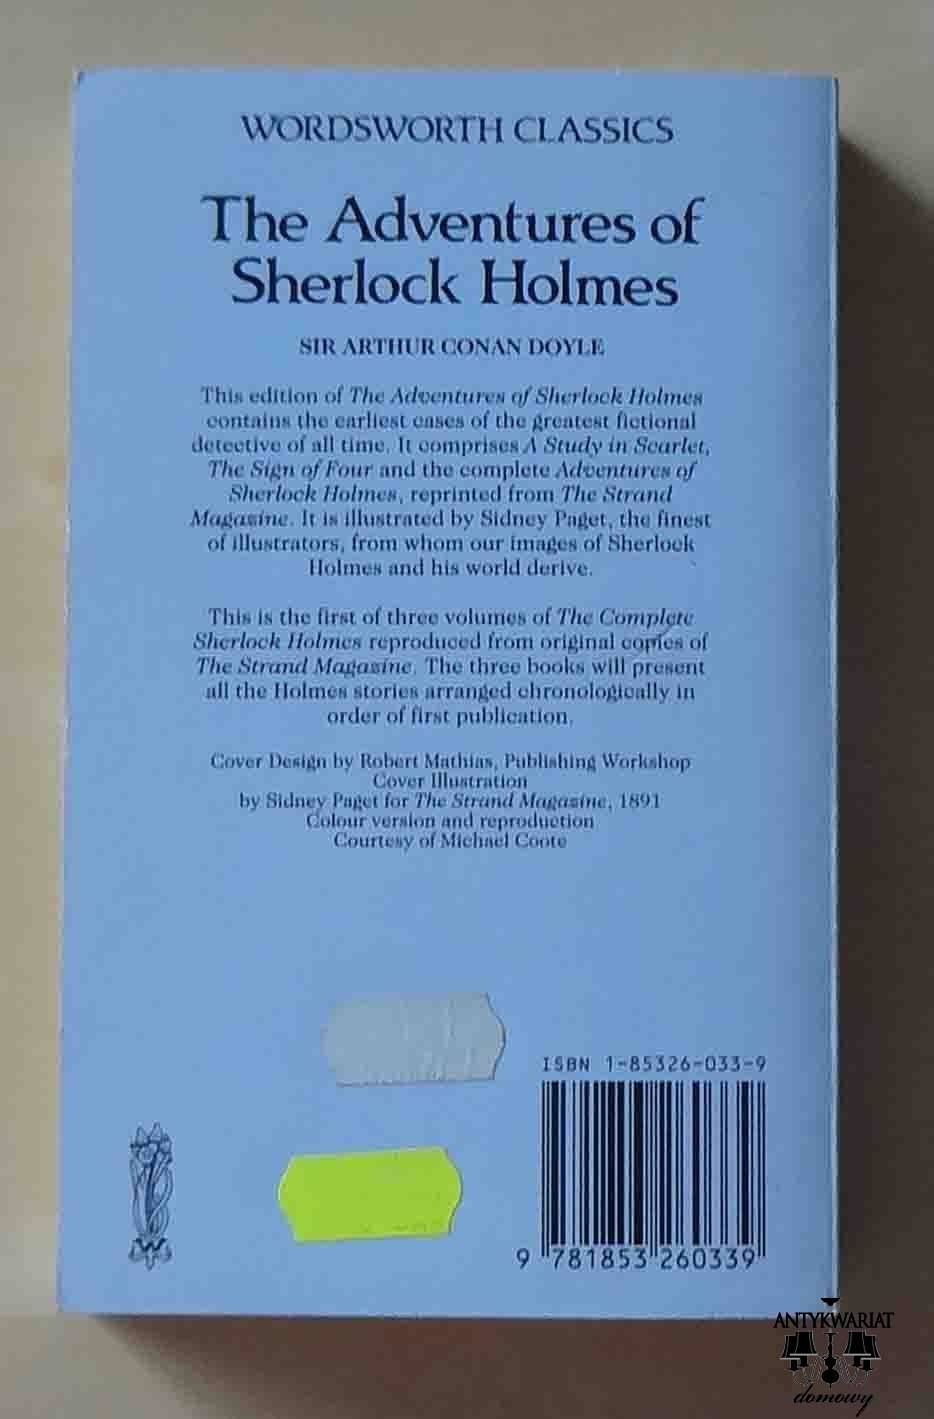 WORDSWORTH CLASSICS
The Adventures of
Sherlock Holmes
SIR ARTHUR CONAN DOYLE
This edition of The Adventures of Sherlock Holmes
contains the earliest cases of the greatest fictional
detective of all time. It comprises A Study in Scarlet,
The Sign of Four and the complete Adventures of
Sherlock Holmes, reprinted from The Strand
Magazine. It is illustrated by Sidney Paget, the finest
of illustrators, from whom our images of Sherlock
Holmes and his world derive.
This is the first of three volumes of The Complete
Sherlock Holmes reproduced from original copies of
The Strand Magazine. The three books will present
all the Holmes stories arranged chronologically in
order of first publication.
Cover Design by Robert Mathias, Publishing Workshop
Cover Illustration
by Sidney Paget for The Strand Magazine, 1891
Colour version and reproduction
Courtesy of Michael Coote
ISBN 1-85326-033-9
9 781853 260339
W
ANTYKWARIAT
domowy